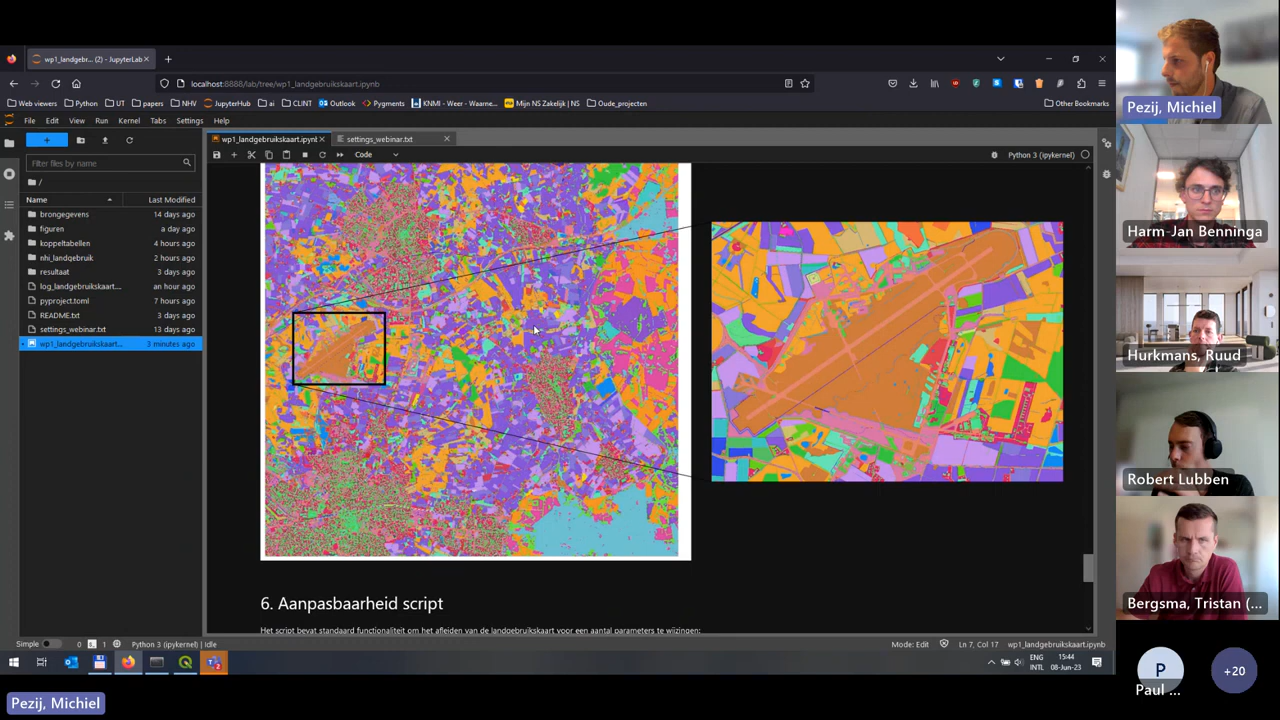 wp1_landgebr... (2) - JupyterLab
localhost:8888/lab/tree/wp1_landgebruikskaart.ipynb
Web viewers Python UT papers NHV JupyterHub ai CLINT Outlook Pygments KNMI - Weer - Waarne... Mijn NS Zakelijk | NS Oude_projecten Other Bookmarks
File Edit View Run Kernel Tabs Settings Help
wp1_landgebruikskaart.ipynl settings_webinar.txt
Code Python 3 (ipykernel)
Filter files by name
/
Name Last Modified
brongegevens 14 days ago
figuren a day ago
koppeltabellen 4 hours ago
nhi_landgebruik 2 days ago
resultaat 3 days ago
log_landgebruikskaart.... an hour ago
pyproject.toml 7 hours ago
README.txt 3 days ago
settings_webinar.txt 13 days ago
wp1_landgebruikskaart... 3 minutes ago
6. Aanpasbaarheid script
Het script bevat standaard functionaliteit om het afleiden van de landgebruikskaart voor een aantal parameters te wijzingen:
Simple 0 Python 3 (ipykernel) | Idle Mode: Edit Ln 7, Col 17 wp1_landgebruikskaart.ipynb
ENG
INTL
15:44
08-Jun-23
Pezij, Michiel
Pezij, Michiel
Harm-Jan Benninga
Hurkmans, Ruud
Robert Lubben
Bergsma, Tristan (...
P
Paul ...
+20